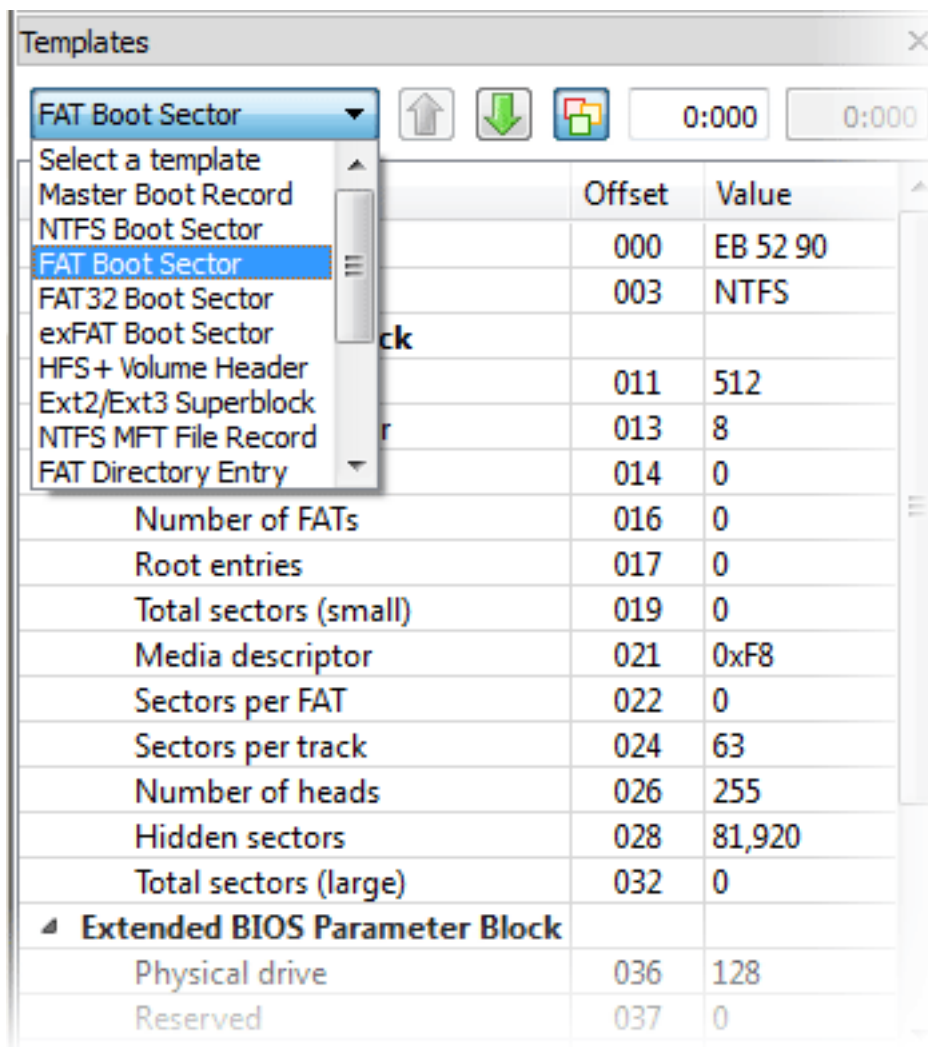 Templates
FAT Boot Sector 0:000 0:000
Select a template
Master Boot Record
NTFS Boot Sector
FAT Boot Sector
FAT32 Boot Sector
exFAT Boot Sector
HFS+ Volume Header
Ext2/Ext3 Superblock
NTFS MFT File Record
FAT Directory Entry
Offset Value
000 EB 52 90
003 NTFS
ck
011 512
r 013 8
014 0
Number of FATs 016 0
Root entries 017 0
Total sectors (small) 019 0
Media descriptor 021 0xF8
Sectors per FAT 022 0
Sectors per track 024 63
Number of heads 026 255
Hidden sectors 028 81,920
Total sectors (large) 032 0
Extended BIOS Parameter Block
Physical drive 036 128
Reserved 037 0